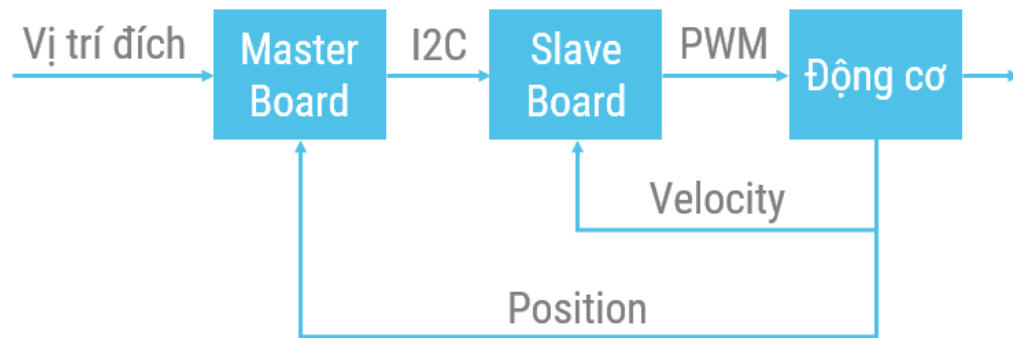 Vị trí đích
Master
Board
I2C
Slave
Board
PWM
Động cơ
Velocity
Position